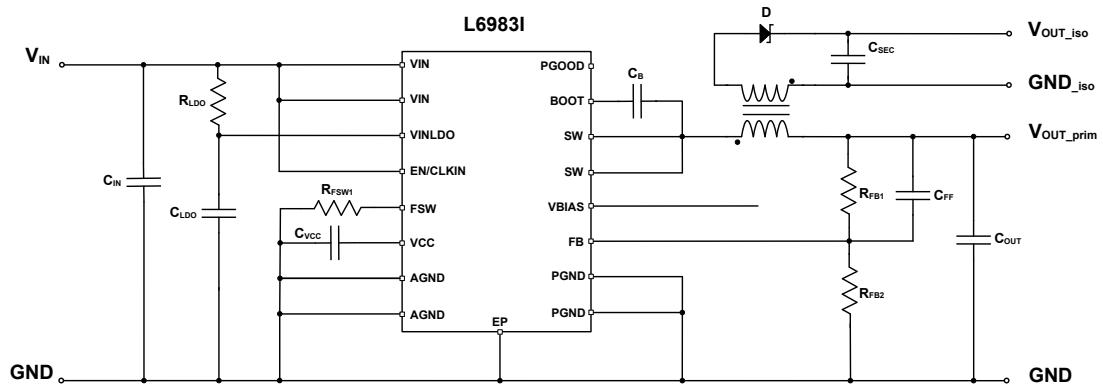 L6983I
D
VOUT_iso
CSEC
GND_iso
VIN
VIN
PGOOD
CB
RLDO
VIN
BOOT
VINLDO
SW
VOUT_prim
CIN
EN/CLKIN
SW
RFSW1
RFB1
CFF
CLDO
FSW
VBIAS
CVCC
VCC
FB
COUT
AGND
PGND
RFB2
AGND
PGND
EP
GND
GND